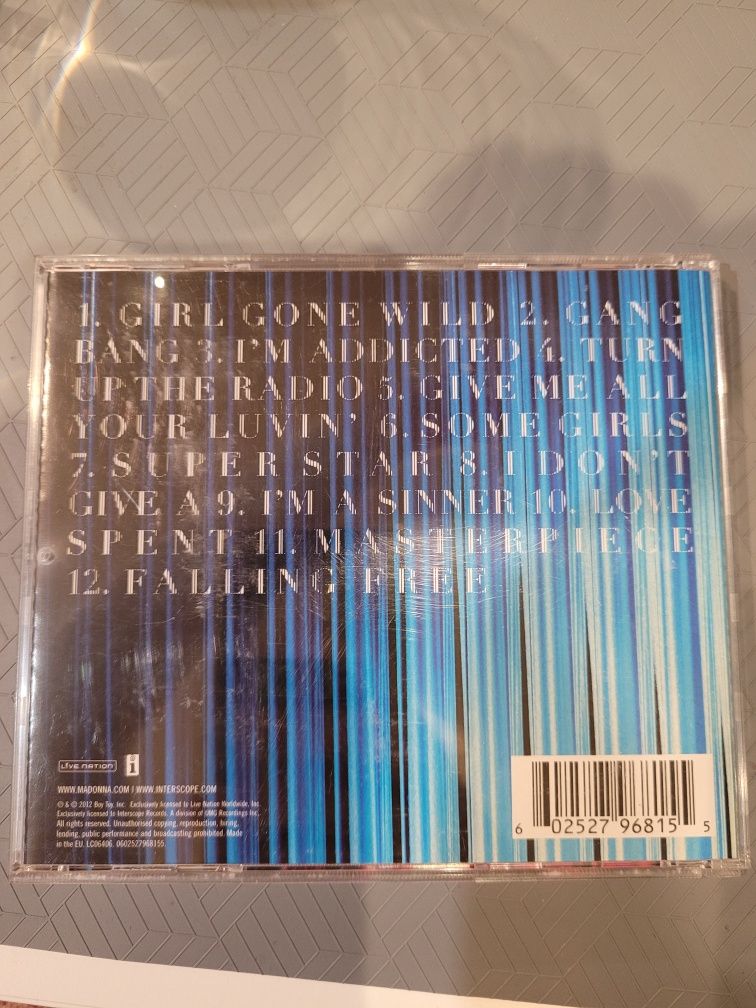 1. GIRL GONE WILD 2. GANG
BANG 3. I'M ADDICTED 4. TURN
UP THE RADIO 5. GIVE ME ALL
YOUR LUVIN' 6. SOME GIRLS
7. SUPERSTAR 8. I DON'T
GIVE A 9. I'M A SINNER 10. LOVE
SPENT 11. MASTERPIECE
12. FALLING FREE
LIVE NATION i
WWW.MADONNA.COM | WWW.INTERSCOPE.COM
℗ & © 2012 Boy Toy, Inc. Exclusively licensed to Live Nation Worldwide, Inc.
Exclusively licensed to Interscope Records. A division of UMG Recordings Inc.
All rights reserved. Unauthorised copying, reproduction, hiring,
lending, public performance and broadcasting prohibited. Made
in the EU. LC06406. 0602527968155.
6 02527 96815 5